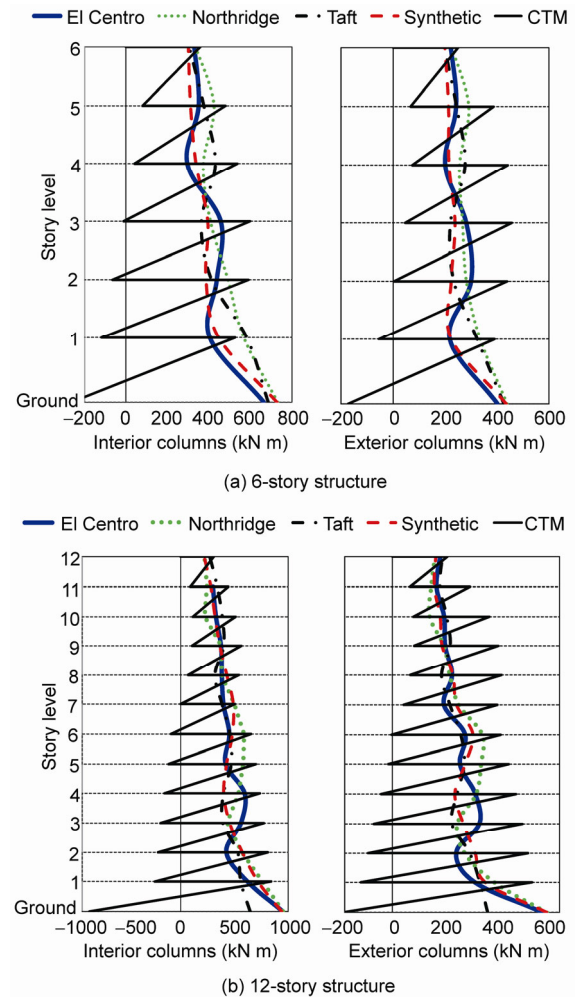 El Centro Northridge Taft Synthetic CTM
6
5
4
3
2
1
Ground
Story level
−200 0 200 400 600 800
Interior columns (kN m)
−200 0 200 400 600
Exterior columns (kN m)
(a) 6-story structure
El Centro Northridge Taft Synthetic CTM
12
11
10
9
8
7
6
5
4
3
2
1
Ground
Story level
−1000 −500 0 500 1000
Interior columns (kN m)
−200 0 200 400 600
Exterior columns (kN m)
(b) 12-story structure